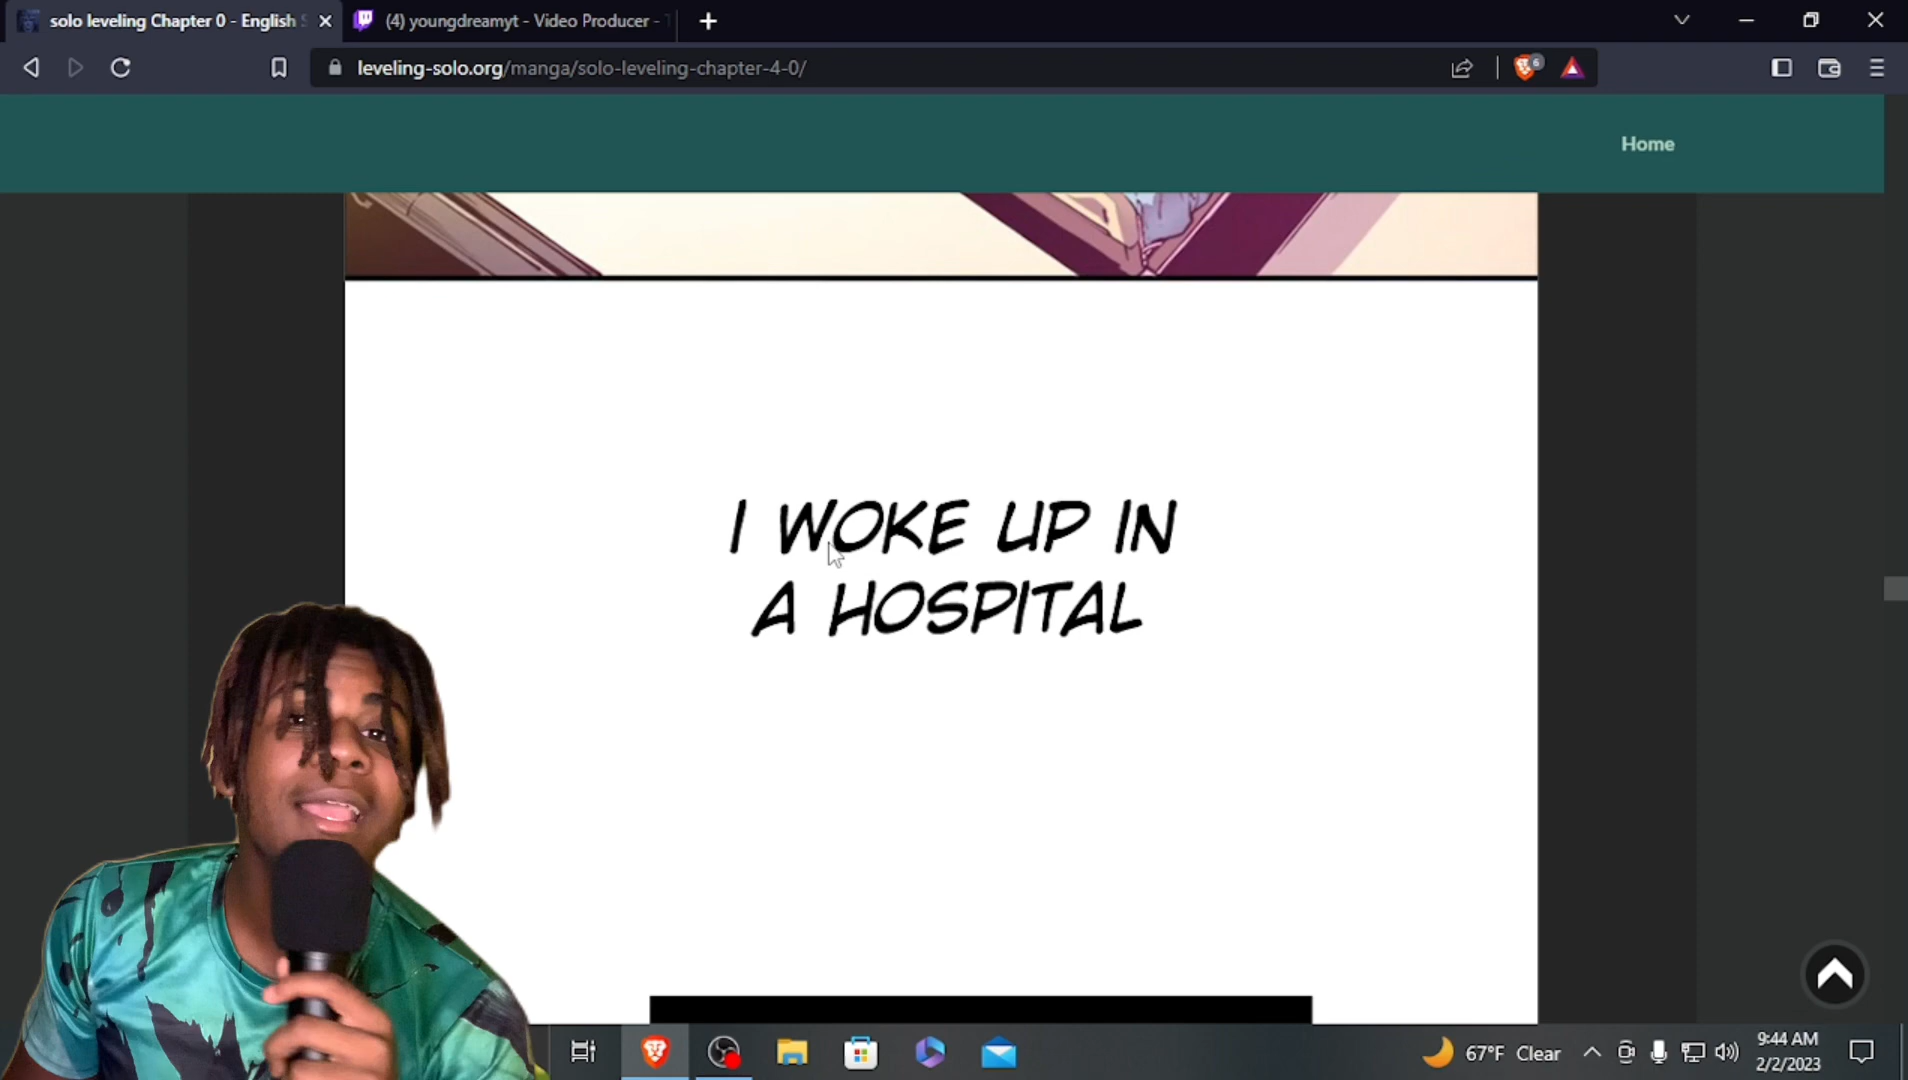 solo leveling Chapter 0 - English
(4) youngdreamyt - Video Producer -
leveling-solo.org/manga/solo-leveling-chapter-4-0/
6
Home
I WOKE UP IN
A HOSPITAL
67°F Clear
9:44 AM
2/2/2023